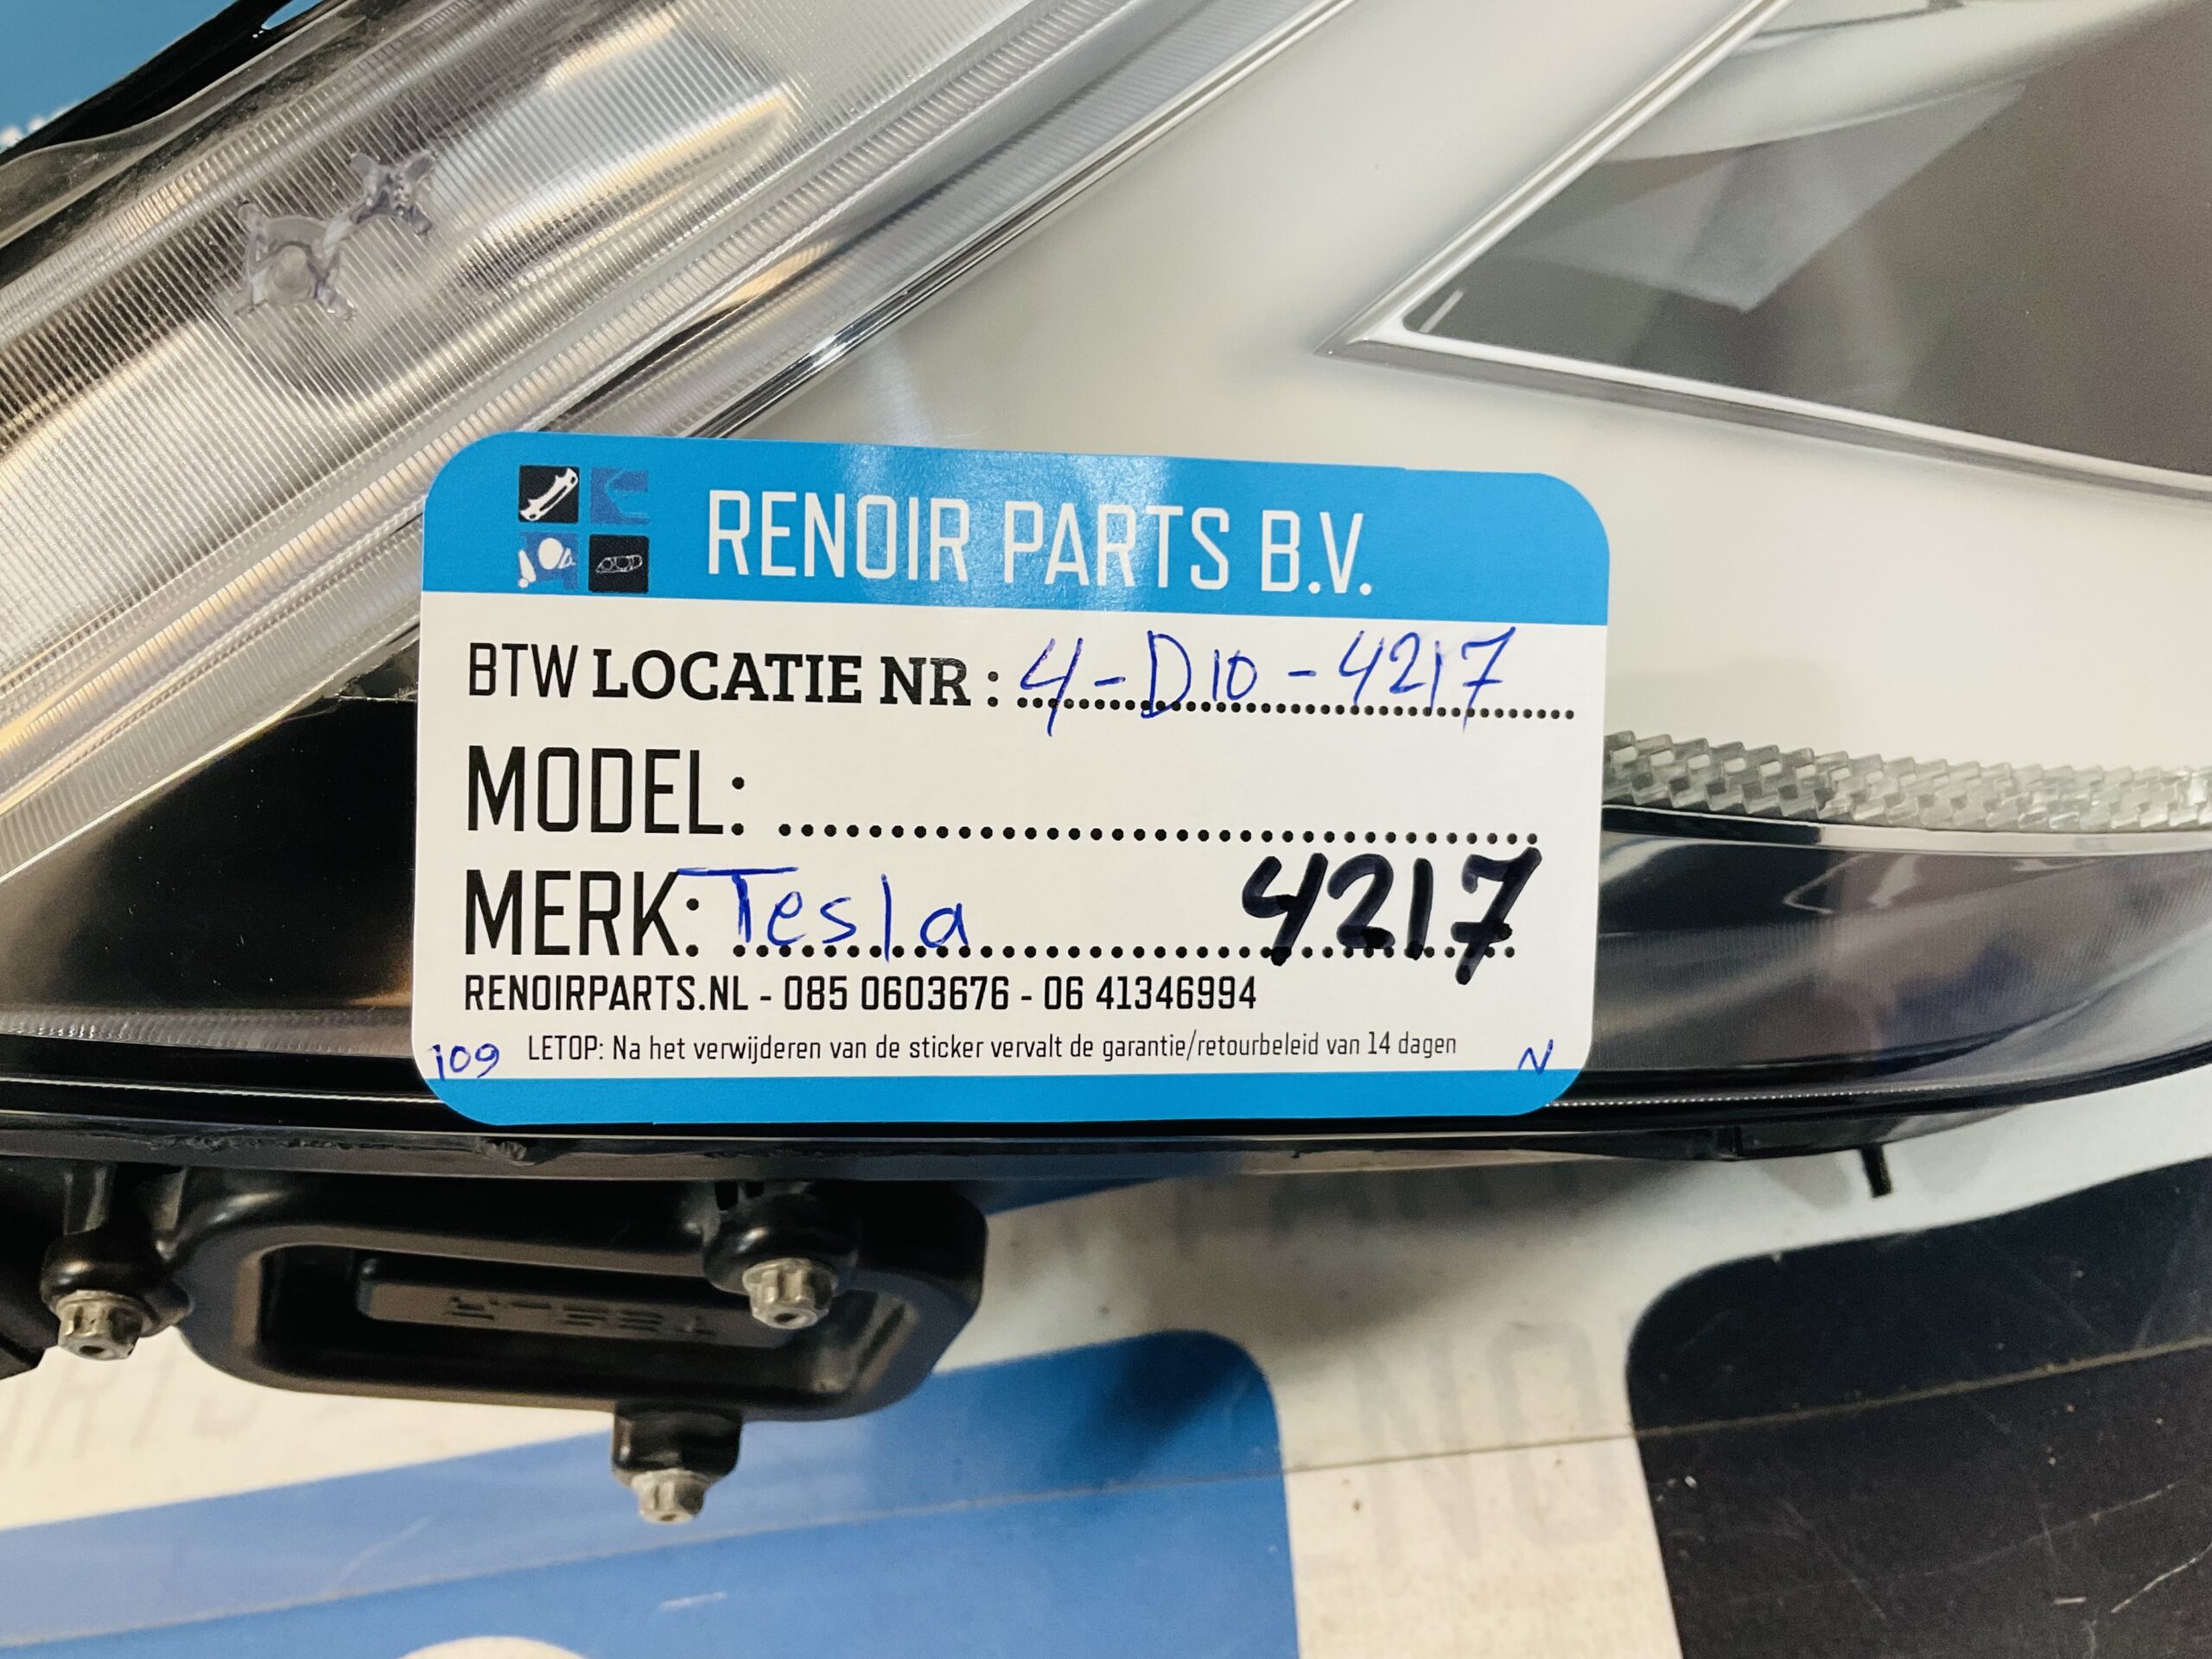 RENOIR PARTS B.V.
BTW LOCATIE NR : 4-D10-4217
MODEL:
MERK: Tesla 4217
RENOIRPARTS.NL - 085 0603676 - 06 41346994
109 LETOP: Na het verwijderen van de sticker vervalt de garantie/retourbeleid van 14 dagen N